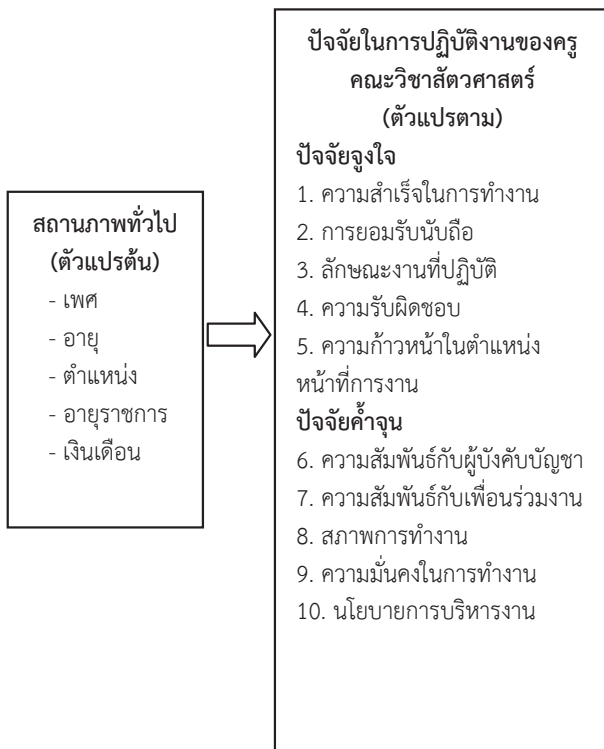 สถานภาพทั่วไป
(ตัวแปรต้น)
- เพศ
- อายุ
- ตำแหน่ง
- อายุราชการ
- เงินเดือน
ปัจจัยในการปฏิบัติงานของครู
คณะวิชาสัตวศาสตร์
(ตัวแปรตาม)
ปัจจัยจูงใจ
1. ความสำเร็จในการทำงาน
2. การยอมรับนับถือ
3. ลักษณะงานที่ปฏิบัติ
4. ความรับผิดชอบ
5. ความก้าวหน้าในตำแหน่ง
หน้าที่การงาน
ปัจจัยค้ำจุน
6. ความสัมพันธ์กับผู้บังคับบัญชา
7. ความสัมพันธ์กับเพื่อนร่วมงาน
8. สภาพการทำงาน
9. ความมั่นคงในการทำงาน
10. นโยบายการบริหารงาน